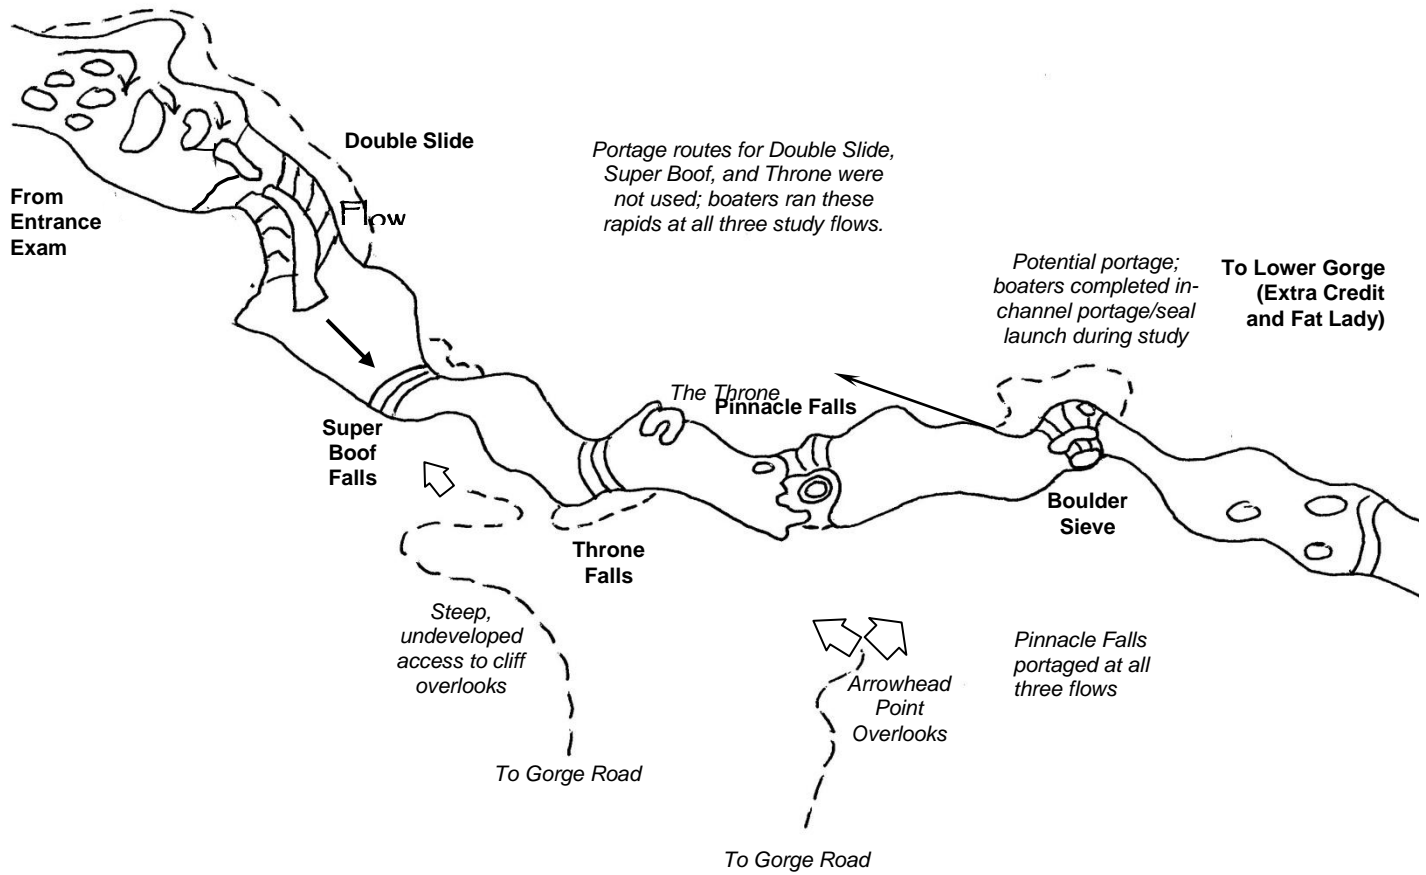 Double Slide
Portage routes for Double Slide,
Super Boof, and Throne were
not used; boaters ran these
rapids at all three study flows.
From
Entrance
Exam
Flow
Potential portage;
boaters completed in-
channel portage/seal
launch during study
To Lower Gorge
(Extra Credit
and Fat Lady)
The Throne
Pinnacle Falls
Super
Boof
Falls
Boulder
Sieve
Throne
Falls
Steep,
undeveloped
access to cliff
overlooks
Arrowhead
Point
Overlooks
Pinnacle Falls
portaged at all
three flows
To Gorge Road
To Gorge Road